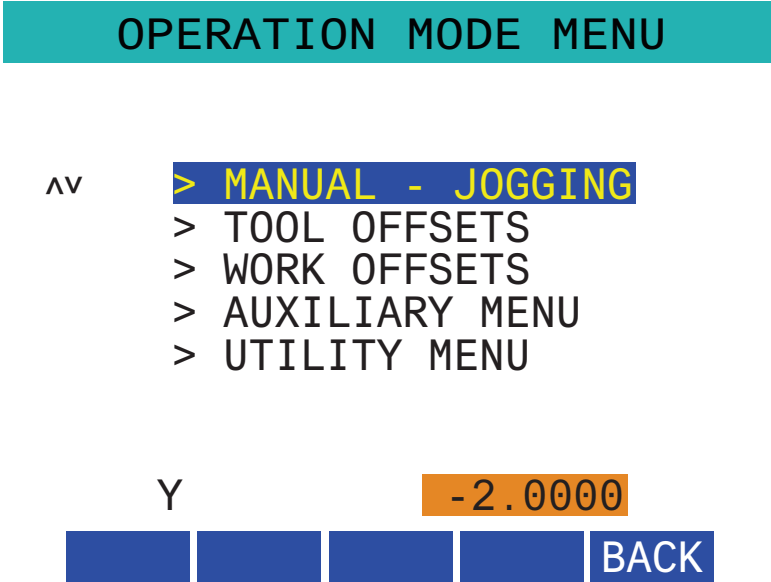 OPERATION MODE MENU
˄˅ > MANUAL - JOGGING
> TOOL OFFSETS
> WORK OFFSETS
> AUXILIARY MENU
> UTILITY MENU
Y -2.0000
BACK